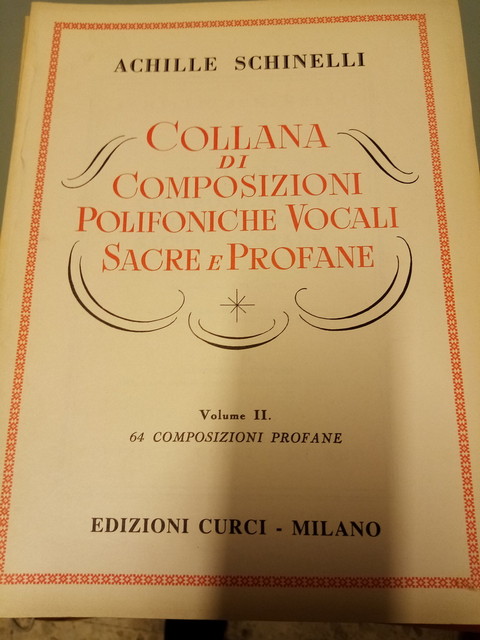 ACHILLE SCHINELLI
COLLANA
DI
COMPOSIZIONI
POLIFONICHE VOCALI
SACRE E PROFANE
Volume II.
64 COMPOSIZIONI PROFANE
EDIZIONI CURCI - MILANO